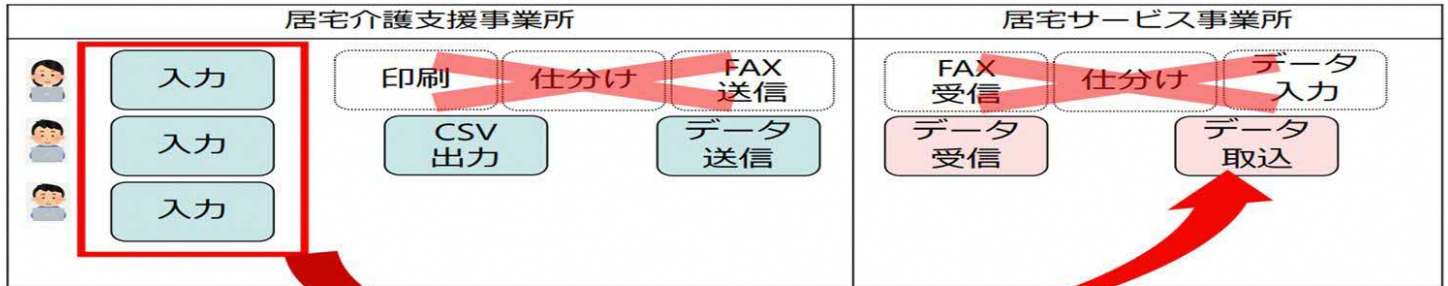 居宅介護支援事業所
居宅サービス事業所
入力
入力
入力
印刷
仕分け
FAX
送信
CSV
出力
データ
送信
FAX
受信
仕分け
データ
入力
データ
受信
データ
取込